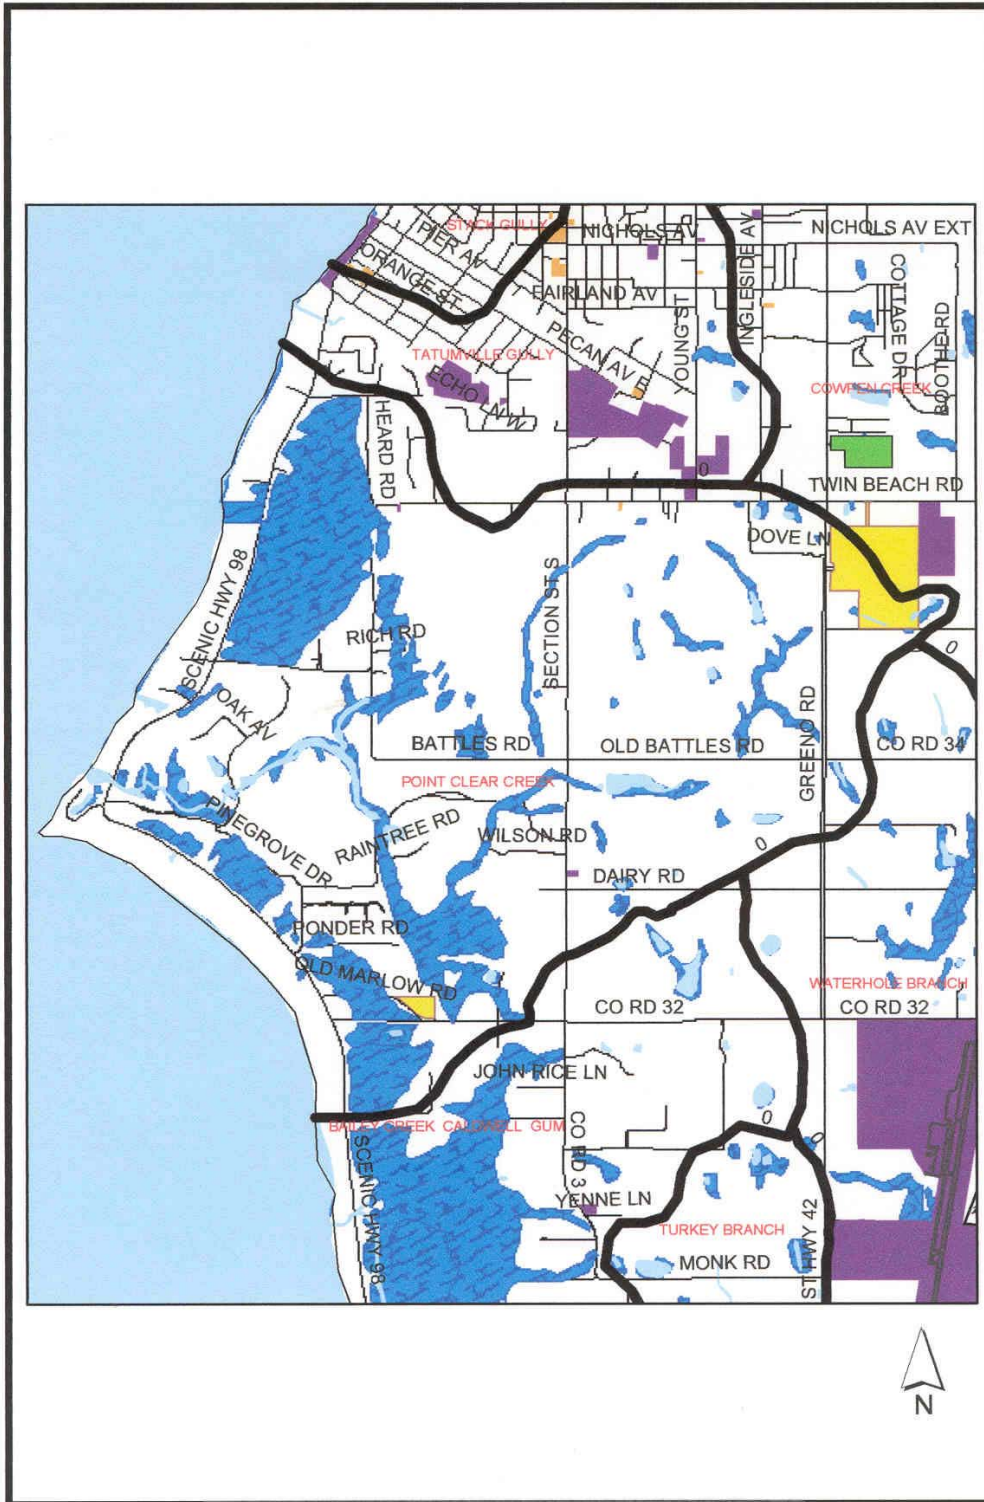 STACK GULLY
NICHOLS AV
NICHOLS AV EXT
PIER AV
ORANGE ST
FAIRLAND AV
PECAN AV E
YOUNG ST
INGLESIDE AV
COTTAGE DR
BOOTHE RD
TATUMVILLE GULLY
ECHO LN W
COWPEN CREEK
HEARD RD
0
TWIN BEACH RD
DOVE LN
SCENIC HWY 98
SECTION ST S
RICH RD
0
OAK AV
BATTLES RD
OLD BATTLES RD
GREENO RD
CO RD 34
POINT CLEAR CREEK
PINEGROVE DR
RAINTREE RD
WILSON RD
0
DAIRY RD
PONDER RD
OLD MARLOW RD
WATERHOLE BRANCH
CO RD 32
CO RD 32
JOHN RICE LN
BAILEY CREEK CALDWELL GUM
CO RD 3
0
0
SCENIC HWY 98
YENNE LN
TURKEY BRANCH
ST HWY 42
MONK RD
N